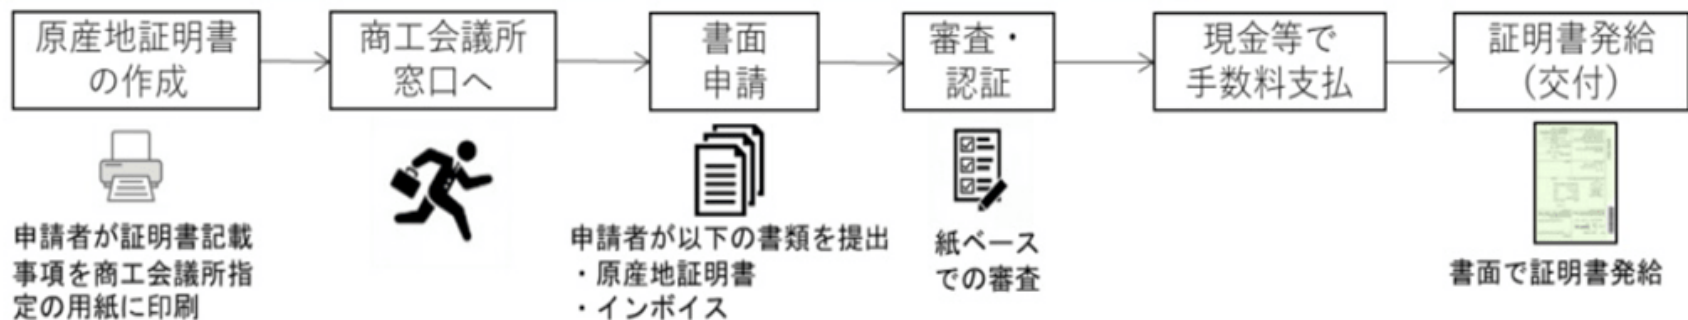 原産地証明書
の作成
商工会議所
窓口へ
書面
申請
審査・
認証
現金等で
手数料支払
証明書発給
(交付)
申請者が証明書記載
事項を商工会議所指
定の用紙に印刷
申請者が以下の書類を提出
・原産地証明書
・インボイス
紙ベース
での審査
書面で証明書発給